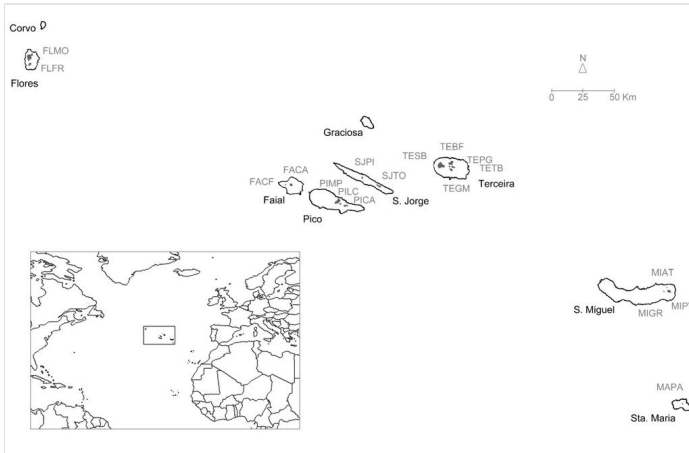 Corvo
FLMO
FLFR
Flores
N
0 25 50 Km
Graciosa
TEBF
TESB
TEPG
TETB
TEGM
Terceira
SJPI
SJTO
S. Jorge
FACA
FACF
Faial
PIMP
PILC
PICA
Pico
MIAT
S. Miguel
MIGR
MAPA
Sta. Maria